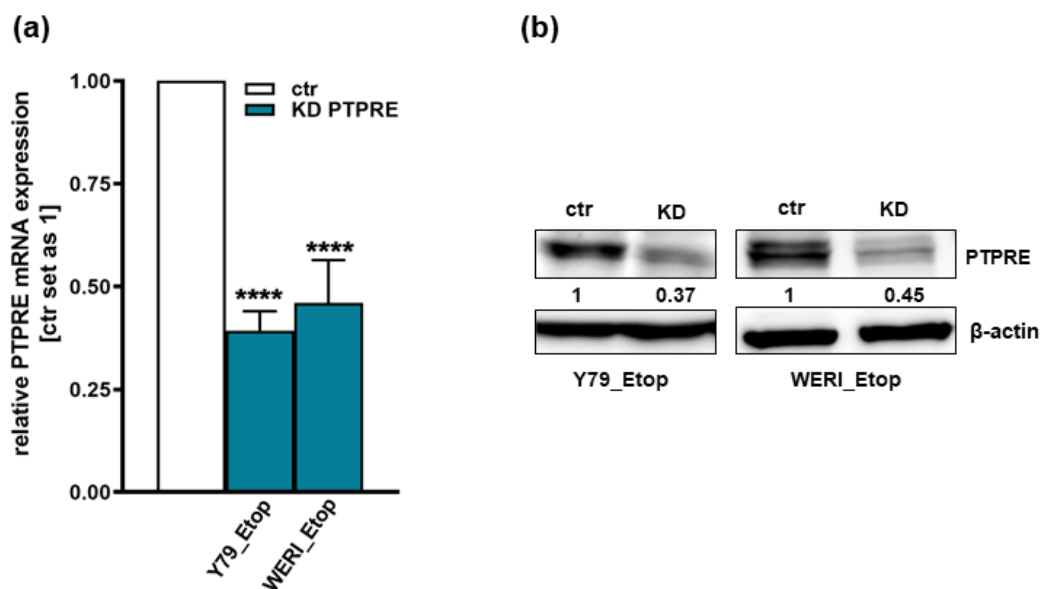 (a)
relative PTPRE mRNA expression
[ctr set as 1]
1.00
0.75
0.50
0.25
0.00
ctr
KD PTPRE
****
****
Y79_Etop
WERI_Etop
(b)
ctr KD ctr KD
PTPRE
1 0.37 1 0.45
β-actin
Y79_Etop WERI_Etop